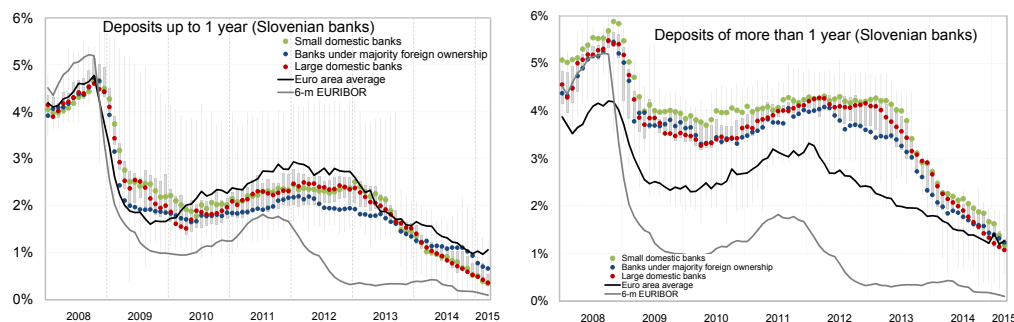 Deposits up to 1 year (Slovenian banks)
Small domestic banks
Banks under majority foreign ownership
Large domestic banks
Euro area average
6-m EURIBOR
6%
5%
4%
3%
2%
1%
0%
2008 2009 2010 2011 2012 2013 2014 2015
Deposits of more than 1 year (Slovenian banks)
6%
5%
4%
3%
2%
1%
0%
Small domestic banks
Banks under majority foreign ownership
Large domestic banks
Euro area average
6-m EURIBOR
2008 2009 2010 2011 2012 2013 2014 2015